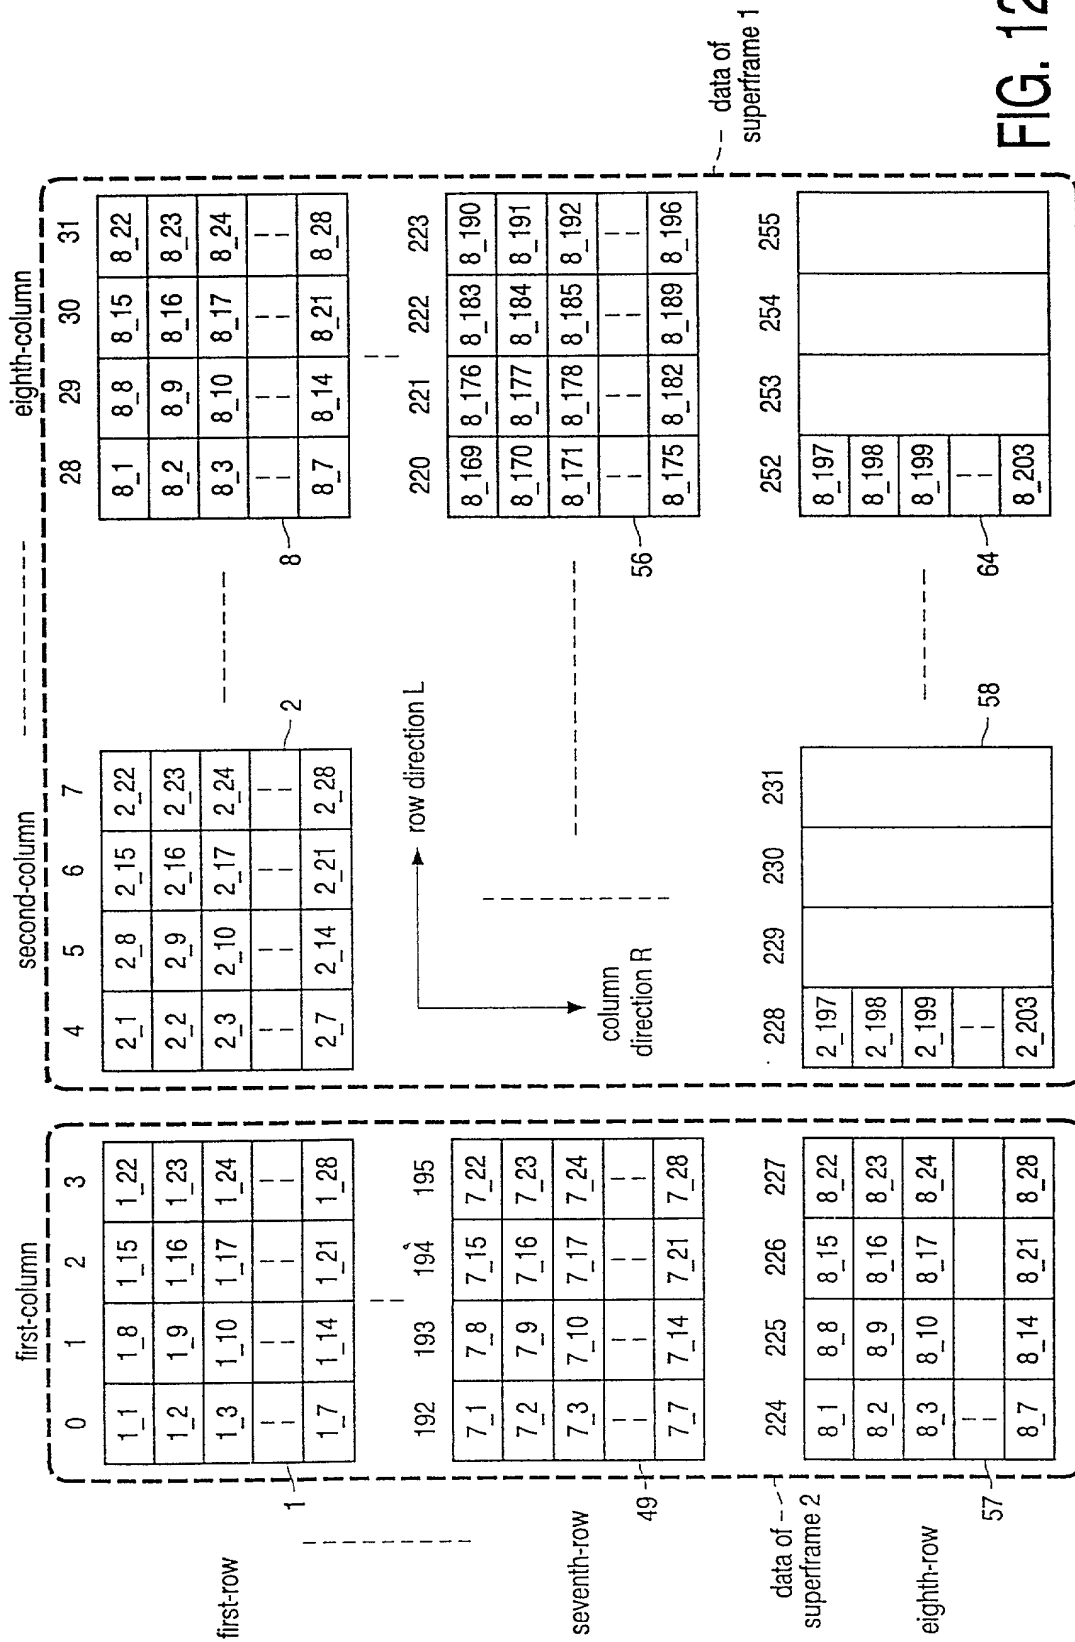 first-column second-column eighth-column
0 1 2 3 4 5 6 7 28 29 30 31
first-row
1_1 1_8 1_15 1_22 2_1 2_8 2_15 2_22 8_1 8_8 8_15 8_22
1_2 1_9 1_16 1_23 2_2 2_9 2_16 2_23 8_2 8_9 8_16 8_23
1_3 1_10 1_17 1_24 2_3 2_10 2_17 2_24 8_3 8_10 8_17 8_24
1_7 1_14 1_21 1_28 2_7 2_14 2_21 2_28 8_7 8_14 8_21 8_28
1 2 8
row direction L
column
direction R
seventh-row
192 193 194 195 220 221 222 223
7_1 7_8 7_15 7_22 8_169 8_176 8_183 8_190
7_2 7_9 7_16 7_23 8_170 8_177 8_184 8_191
7_3 7_10 7_17 7_24 8_171 8_178 8_185 8_192
7_7 7_14 7_21 7_28 8_175 8_182 8_189 8_196
49 56
data of
superframe 2
data of
superframe 1
eighth-row
224 225 226 227 228 229 230 231 252 253 254 255
8_1 8_8 8_15 8_22 2_197 8_197
8_2 8_9 8_16 8_23 2_198 8_198
8_3 8_10 8_17 8_24 2_199 8_199
8_7 8_14 8_21 8_28 2_203 8_203
57 58 64
FIG. 12